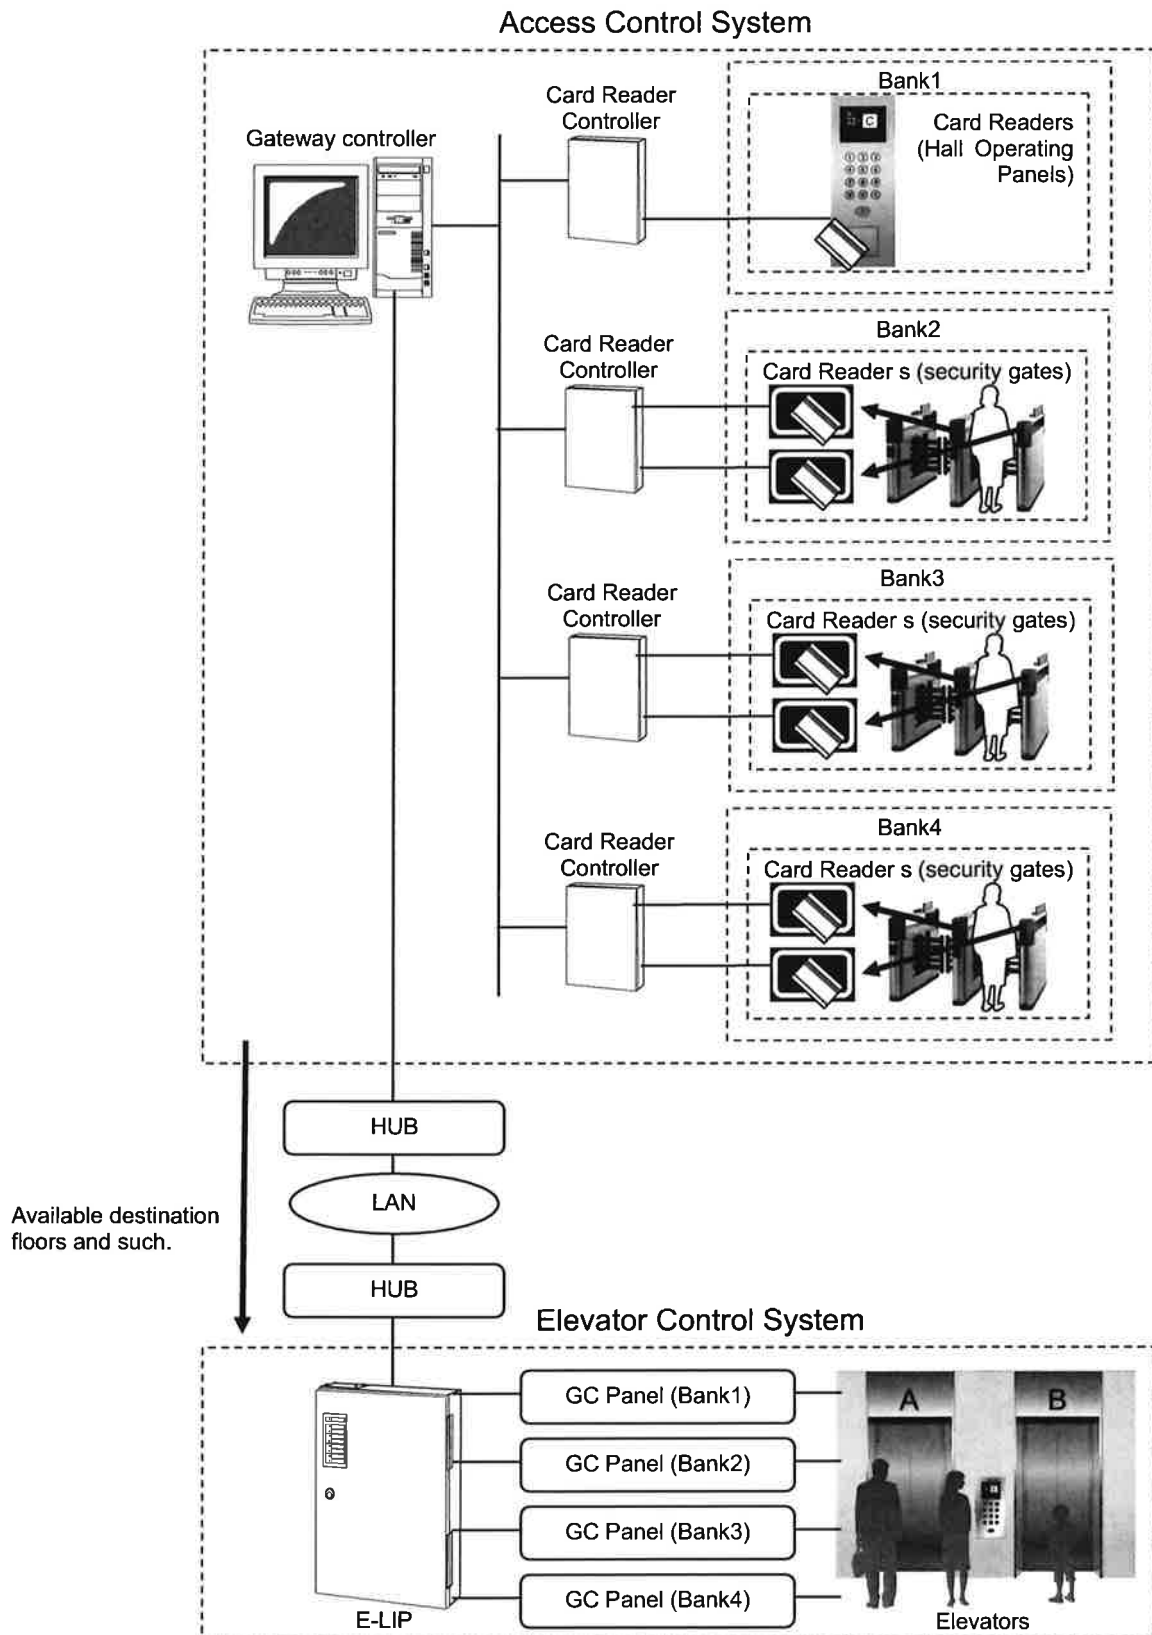 Access Control System
Bank1
Card Reader
Controller
Card Readers
(Hall Operating
Panels)
Gateway controller
C
Bank2
Card Reader
Controller
Card Reader s (security gates)
Bank3
Card Reader
Controller
Card Reader s (security gates)
Bank4
Card Reader
Controller
Card Reader s (security gates)
HUB
LAN
Available destination
floors and such.
HUB
Elevator Control System
GC Panel (Bank1)
A
B
GC Panel (Bank2)
GC Panel (Bank3)
GC Panel (Bank4)
E-LIP
Elevators